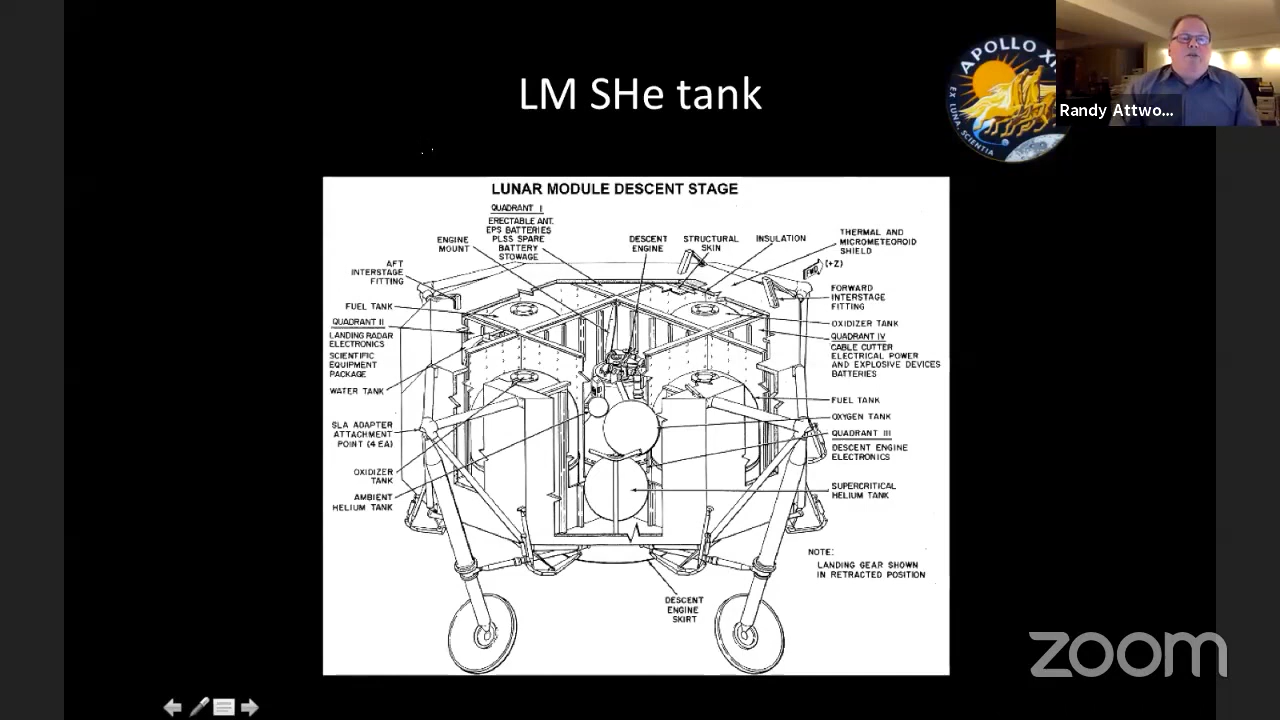 LM SHe tank
APOLLO XI
EX LUNA, SCIENTIA
Randy Attwo...
LUNAR MODULE DESCENT STAGE
QUADRANT I
ERECTABLE ANT.
EPS BATTERIES
PLSS SPARE
BATTERY
STOWAGE
ENGINE
MOUNT
DESCENT
ENGINE
STRUCTURAL
SKIN
INSULATION
THERMAL AND
MICROMETEOROID
SHIELD
(+Z)
AFT
INTERSTAGE
FITTING
FUEL TANK
QUADRANT II
LANDING RADAR
ELECTRONICS
SCIENTIFIC
EQUIPMENT
PACKAGE
WATER TANK
SLA ADAPTER
ATTACHMENT
POINT (4 EA)
OXIDIZER
TANK
AMBIENT
HELIUM TANK
FORWARD
INTERSTAGE
FITTING
OXIDIZER TANK
QUADRANT IV
CABLE CUTTER
ELECTRICAL POWER
AND EXPLOSIVE DEVICES
BATTERIES
FUEL TANK
OXYGEN TANK
QUADRANT III
DESCENT ENGINE
ELECTRONICS
SUPERCRITICAL
HELIUM TANK
NOTE:
LANDING GEAR SHOWN
IN RETRACTED POSITION
DESCENT
ENGINE
SKIRT
zoom